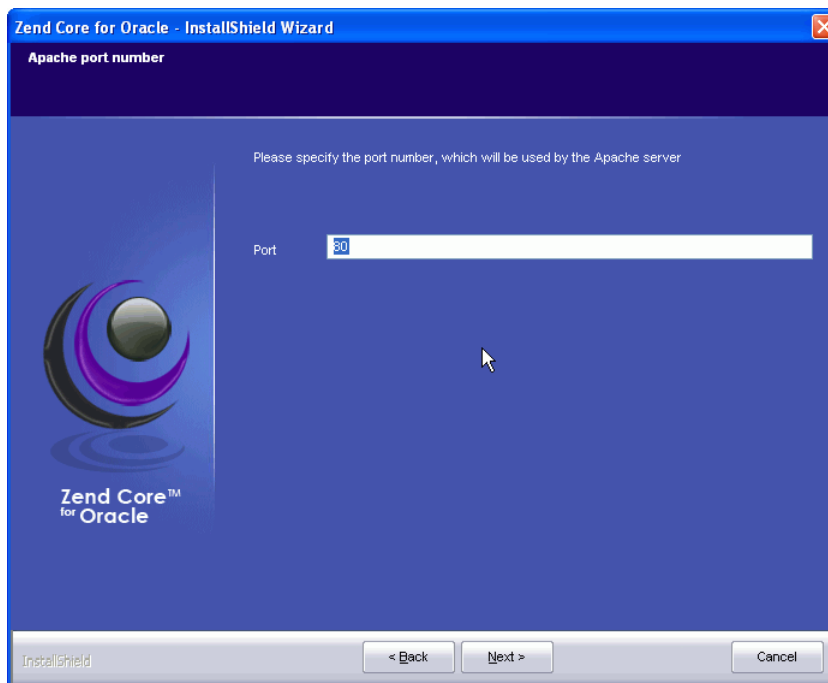 Zend Core for Oracle - InstallShield Wizard
Apache port number
Please specify the port number, which will be used by the Apache server
Port 80
Zend Core™
for Oracle
InstallShield
< Back Next > Cancel